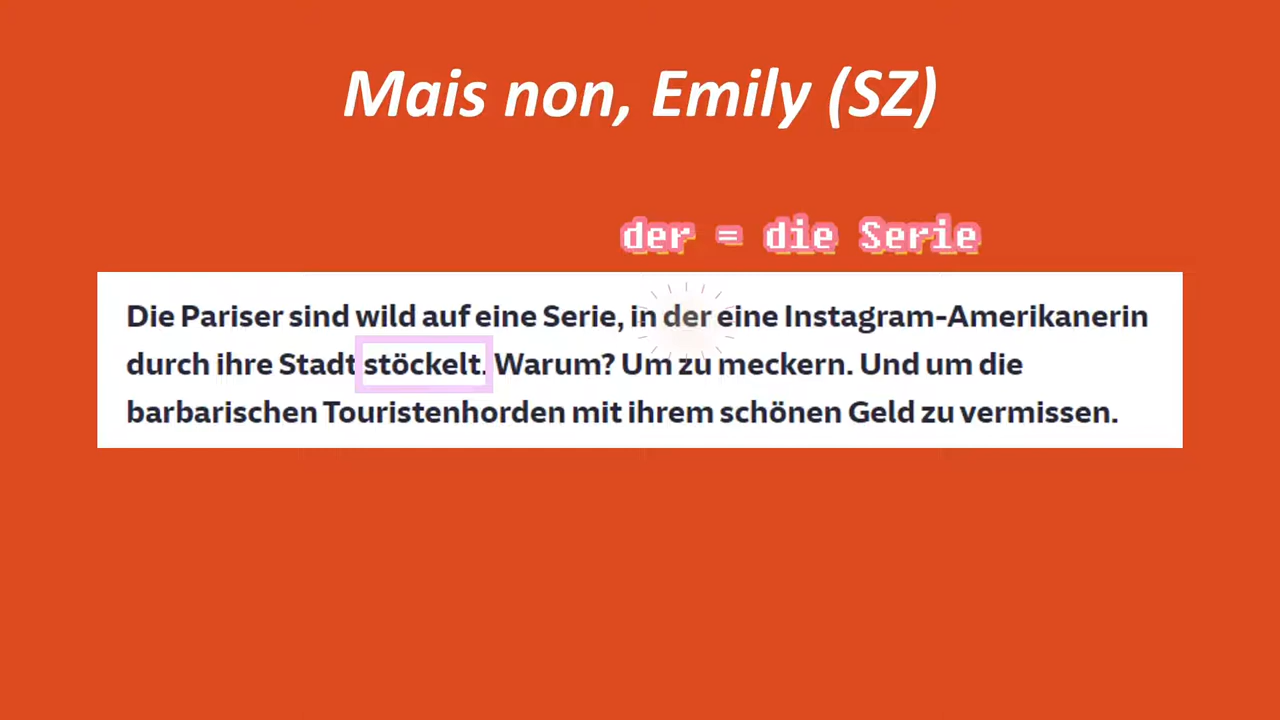 Mais non, Emily (SZ)
der = die Serie
Die Pariser sind wild auf eine Serie, in der eine Instagram-Amerikanerin
durch ihre Stadt stöckelt. Warum? Um zu meckern. Und um die
barbarischen Touristenhorden mit ihrem schönen Geld zu vermissen.